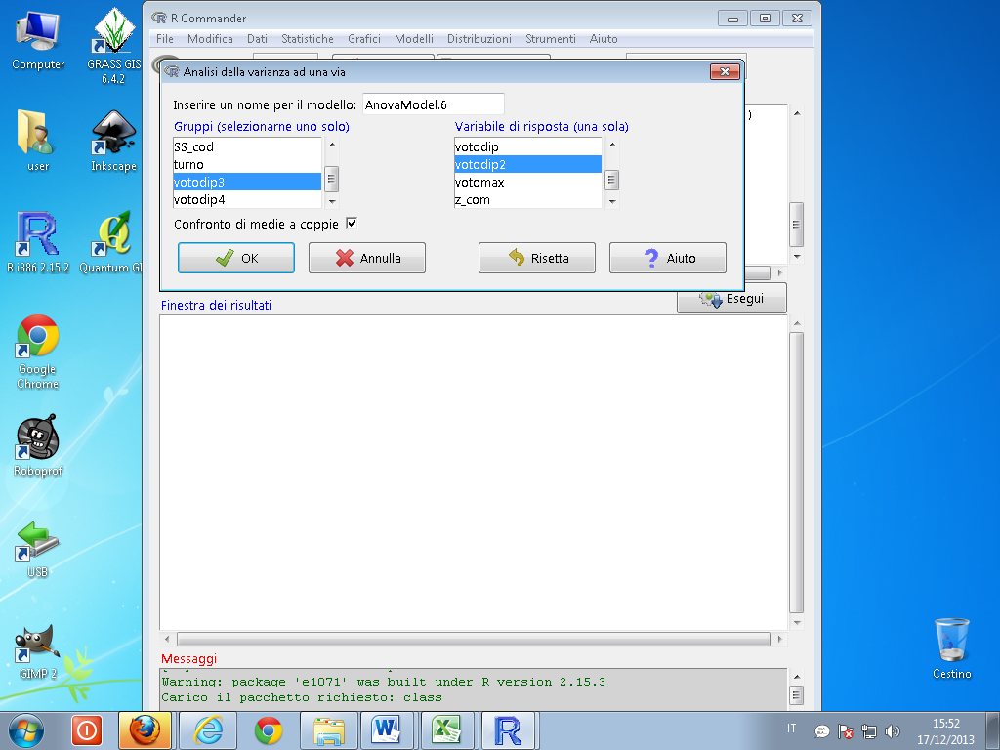 R Commander
File Modifica Dati Statistiche Grafici Modelli Distribuzioni Strumenti Aiuto
Analisi della varianza ad una via
Inserire un nome per il modello: AnovaModel.6
Gruppi (selezionarne uno solo) Variabile di risposta (una sola)
SS_cod votodip
turno votodip2
votodip3 votomax
votodip4 z_com
Confronto di medie a coppie
OK Annulla Risetta Aiuto
)
Esegui
Finestra dei risultati
Messaggi
Warning: package 'e1071' was built under R version 2.15.3
Carico il pacchetto richiesto: class
Computer
GRASS GIS
6.4.2
user
Inkscape
R i386 2.15.2
Quantum GI
Google
Chrome
Roboprof
USB
GIMP 2
Cestino
IT
15:52
17/12/2013